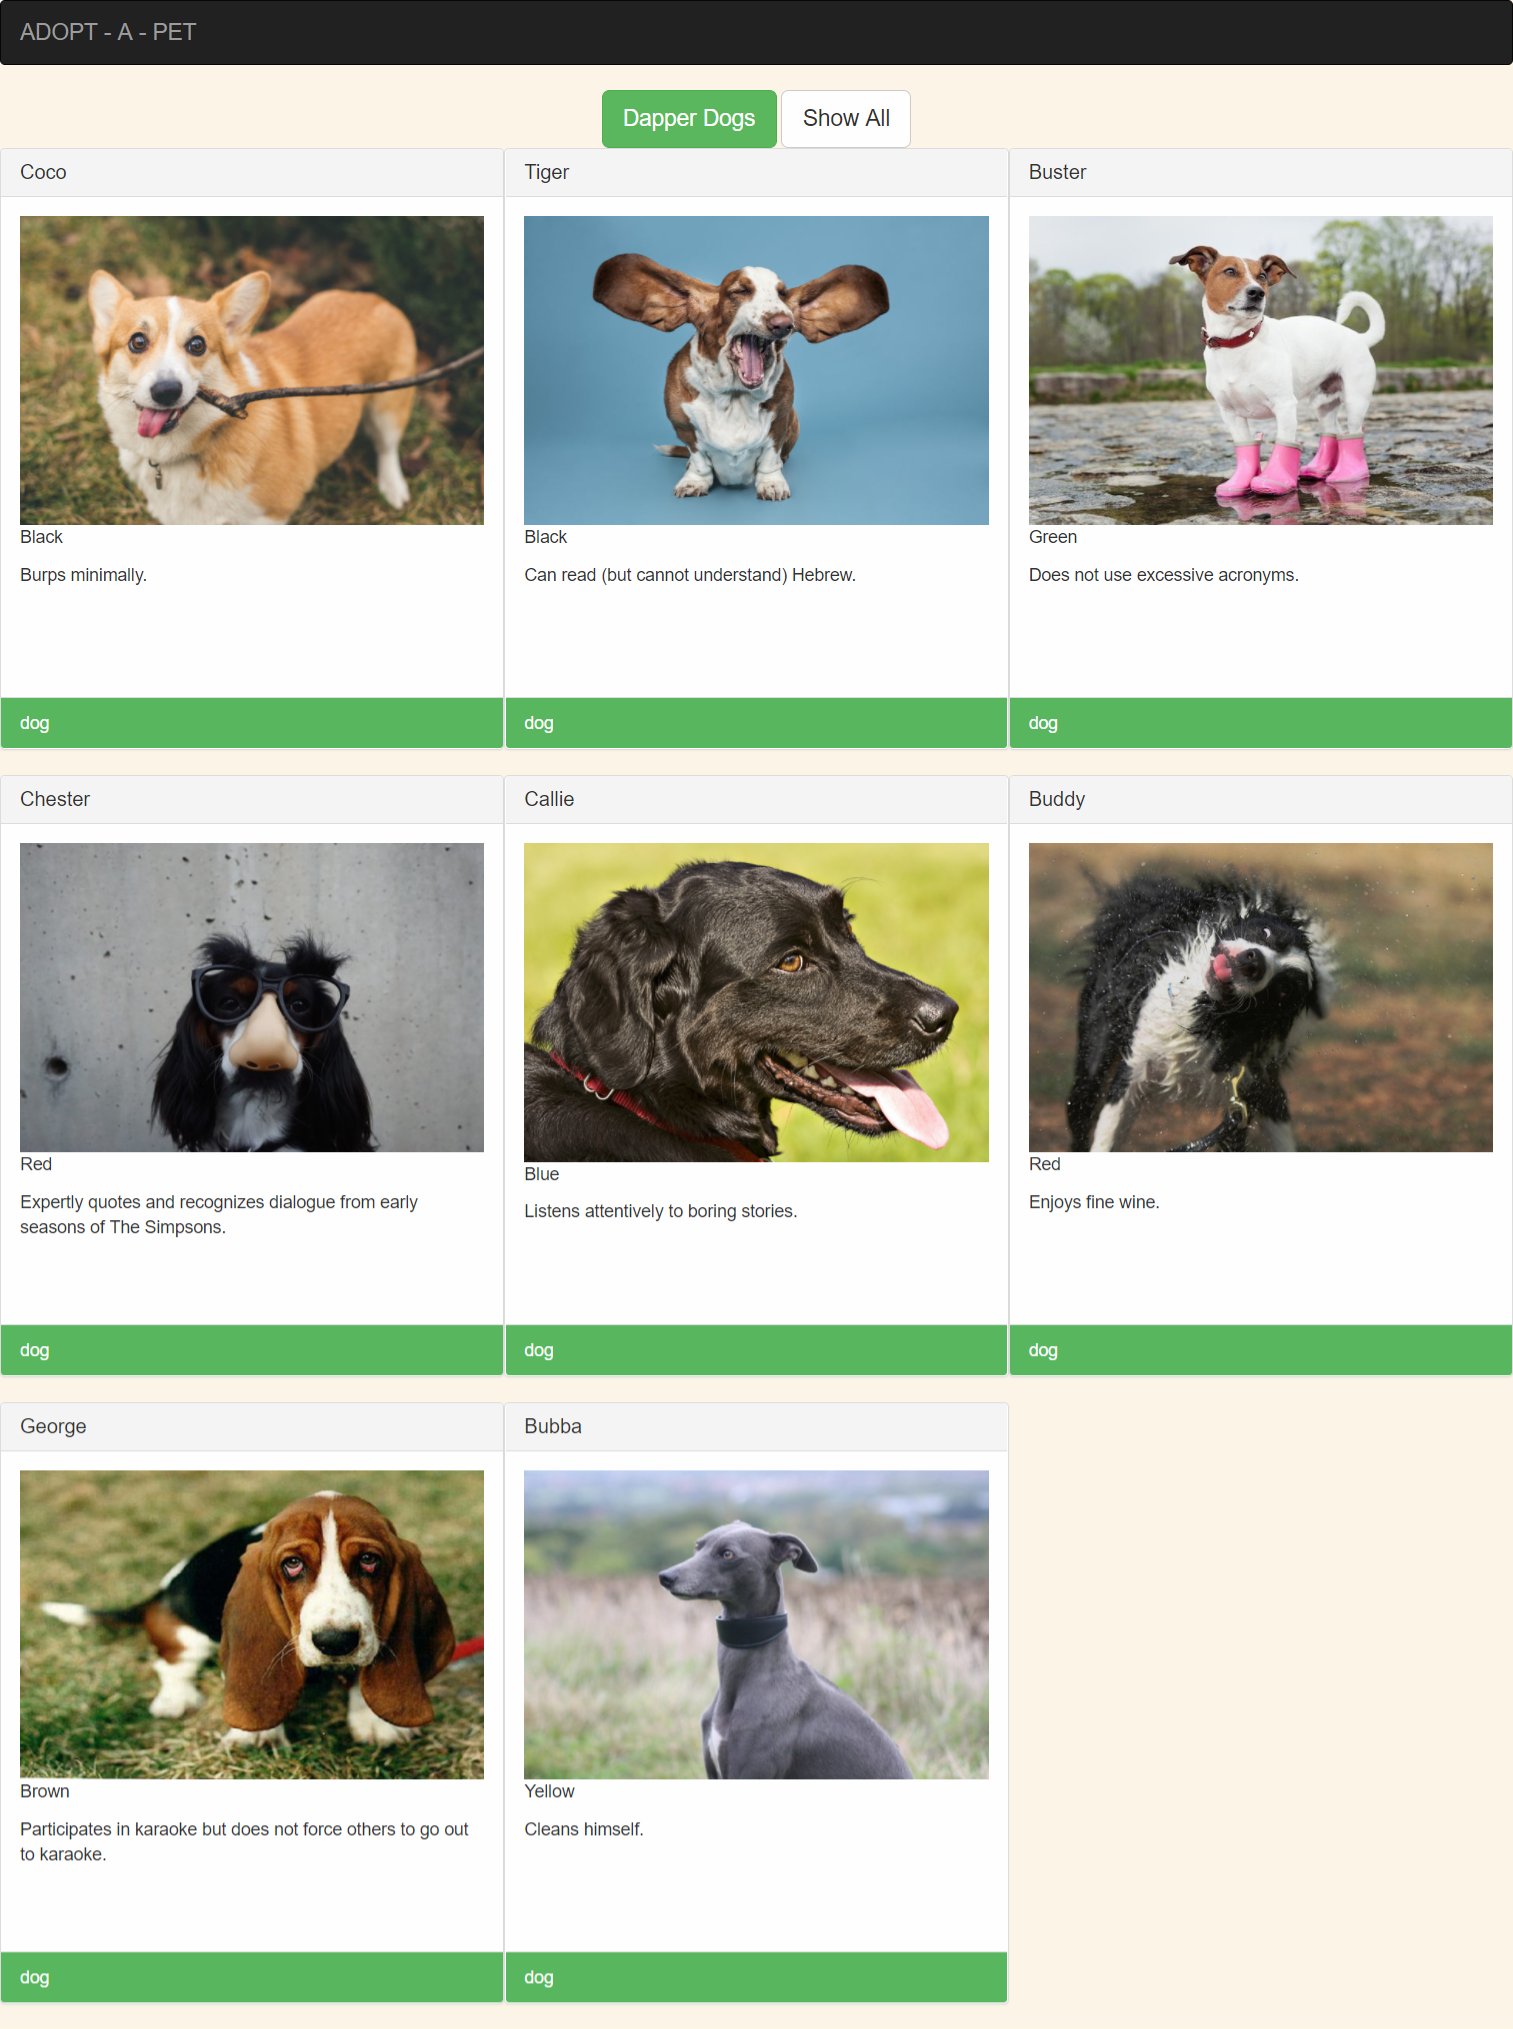 ADOPT - A - PET
Dapper Dogs
Show All
Coco
Black
Burps minimally.
dog
Tiger
Black
Can read (but cannot understand) Hebrew.
dog
Buster
Green
Does not use excessive acronyms.
dog
Chester
Red
Expertly quotes and recognizes dialogue from early
seasons of The Simpsons.
dog
Callie
Blue
Listens attentively to boring stories.
dog
Buddy
Red
Enjoys fine wine.
dog
George
Brown
Participates in karaoke but does not force others to go out
to karaoke.
dog
Bubba
Yellow
Cleans himself.
dog